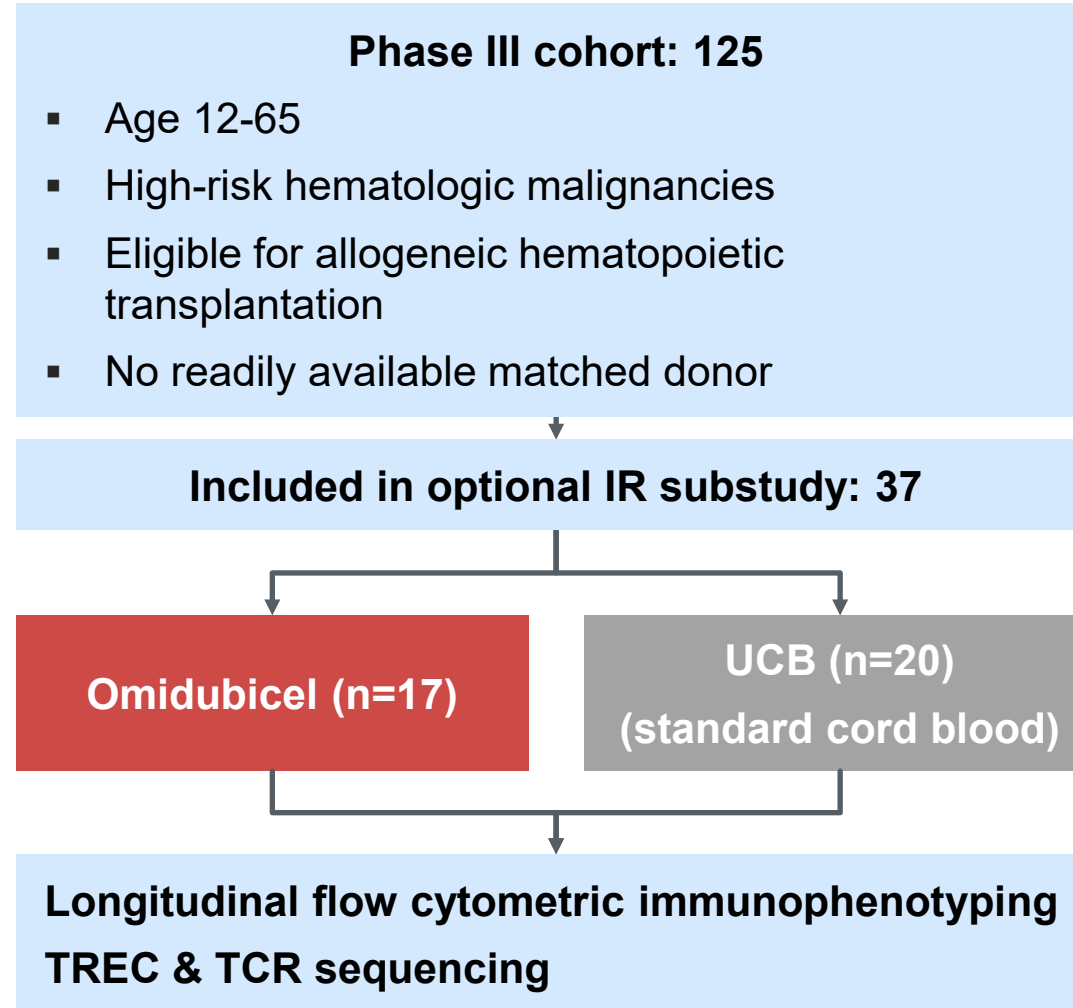 Phase III cohort: 125
▪ Age 12-65
▪ High-risk hematologic malignancies
▪ Eligible for allogeneic hematopoietic
transplantation
▪ No readily available matched donor
Included in optional IR substudy: 37
Omidubicel (n=17)
UCB (n=20)
(standard cord blood)
Longitudinal flow cytometric immunophenotyping
TREC & TCR sequencing